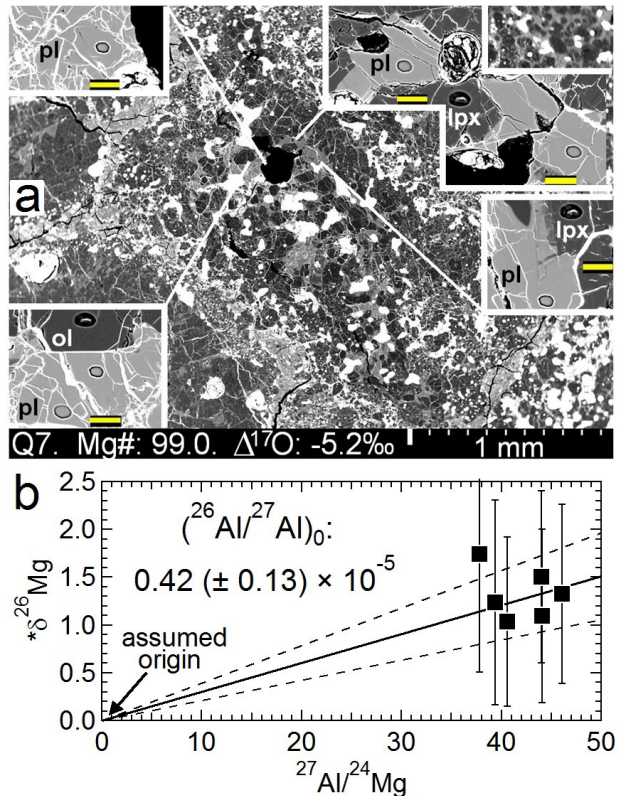 pl
pl
lpx
a
lpx
pl
ol
pl
Q7. Mg#: 99.0. Δ¹⁷O: -5.2‰ 1 mm
b
(²⁶Al/²⁷Al)₀:
0.42 (± 0.13) × 10⁻⁵
assumed
origin
*δ²⁶Mg
2.5
2.0
1.5
1.0
0.5
0.0
0 10 20 30 40 50
²⁷Al/²⁴Mg